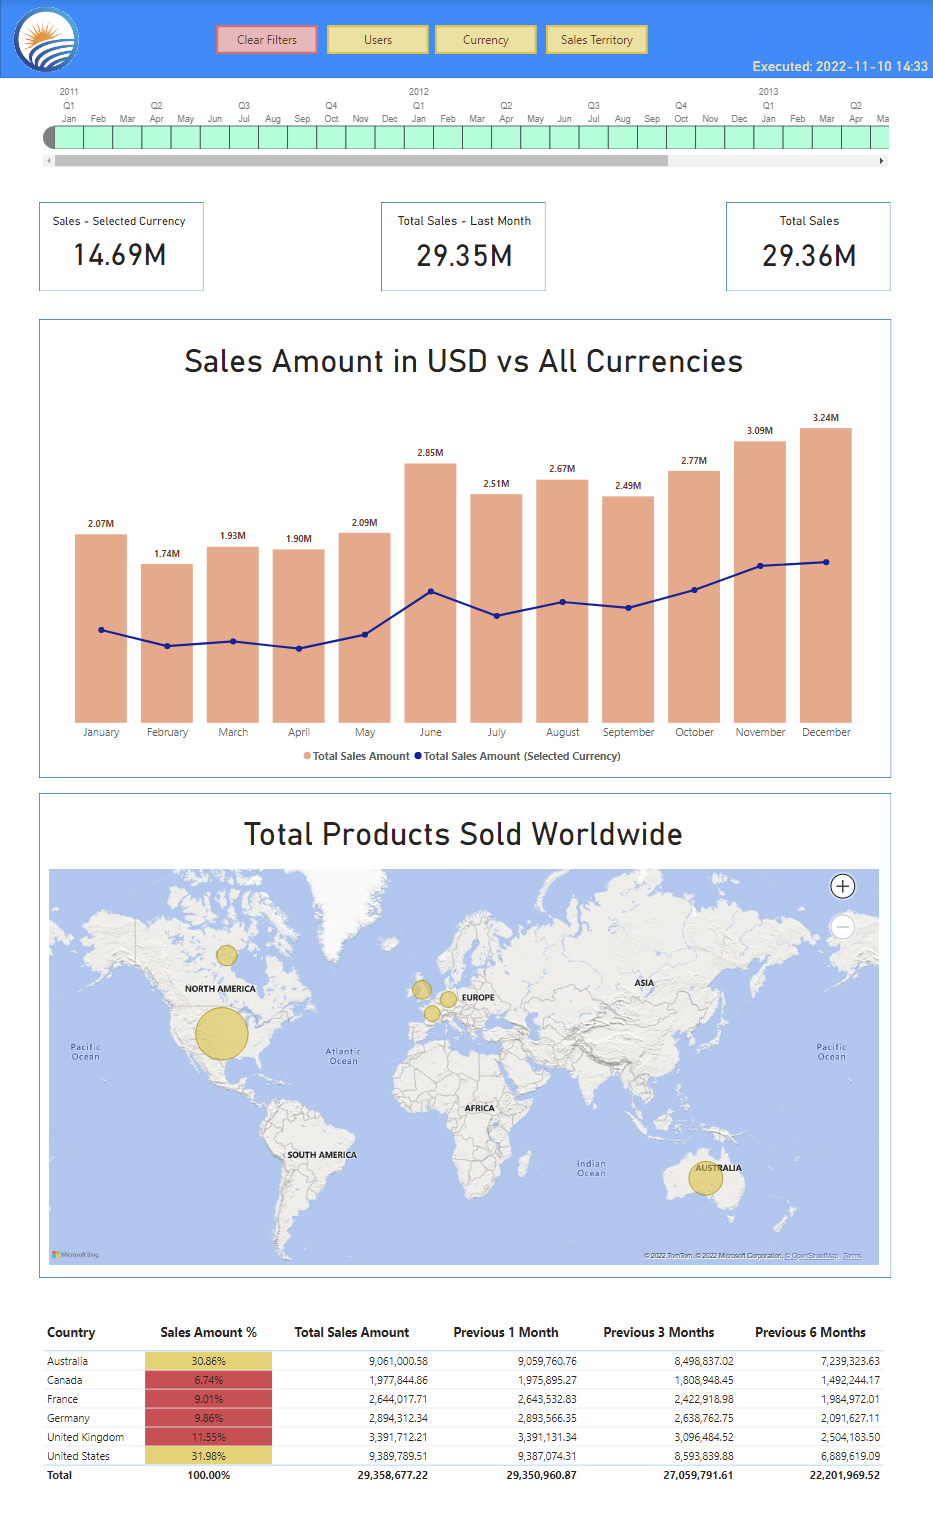 Clear Filters Users Currency Sales Territory
Executed: 2022-11-10 14:33
2011 2012 2013
Q1 Q2 Q3 Q4 Q1 Q2 Q3 Q4 Q1 Q2
Jan Feb Mar Apr May Jun Jul Aug Sep Oct Nov Dec Jan Feb Mar Apr May Jun Jul Aug Sep Oct Nov Dec Jan Feb Mar Apr Ma
Sales - Selected Currency
14.69M
Total Sales - Last Month
29.35M
Total Sales
29.36M
Sales Amount in USD vs All Currencies
2.07M 1.74M 1.93M 1.90M 2.09M 2.85M 2.51M 2.67M 2.49M 2.77M 3.09M 3.24M
January February March April May June July August September October November December
Total Sales Amount Total Sales Amount (Selected Currency)
Total Products Sold Worldwide
NORTH AMERICA
EUROPE
ASIA
Pacific
Ocean
Atlantic
Ocean
Pacific
Ocean
AFRICA
SOUTH AMERICA
Indian
Ocean
AUSTRALIA
Microsoft Bing
© 2022 TomTom, © 2022 Microsoft Corporation, © OpenStreetMap Terms
Country Sales Amount % Total Sales Amount Previous 1 Month Previous 3 Months Previous 6 Months
Australia 30.86% 9,061,000.58 9,059,760.76 8,498,837.02 7,239,323.63
Canada 6.74% 1,977,844.86 1,975,895.27 1,808,948.45 1,492,244.17
France 9.01% 2,644,017.71 2,643,532.83 2,422,918.98 1,984,972.01
Germany 9.86% 2,894,312.34 2,893,566.35 2,638,762.75 2,091,627.11
United Kingdom 11.55% 3,391,712.21 3,391,131.34 3,096,484.52 2,504,183.50
United States 31.98% 9,389,789.51 9,387,074.31 8,593,839.88 6,889,619.09
Total 100.00% 29,358,677.22 29,350,960.87 27,059,791.61 22,201,969.52